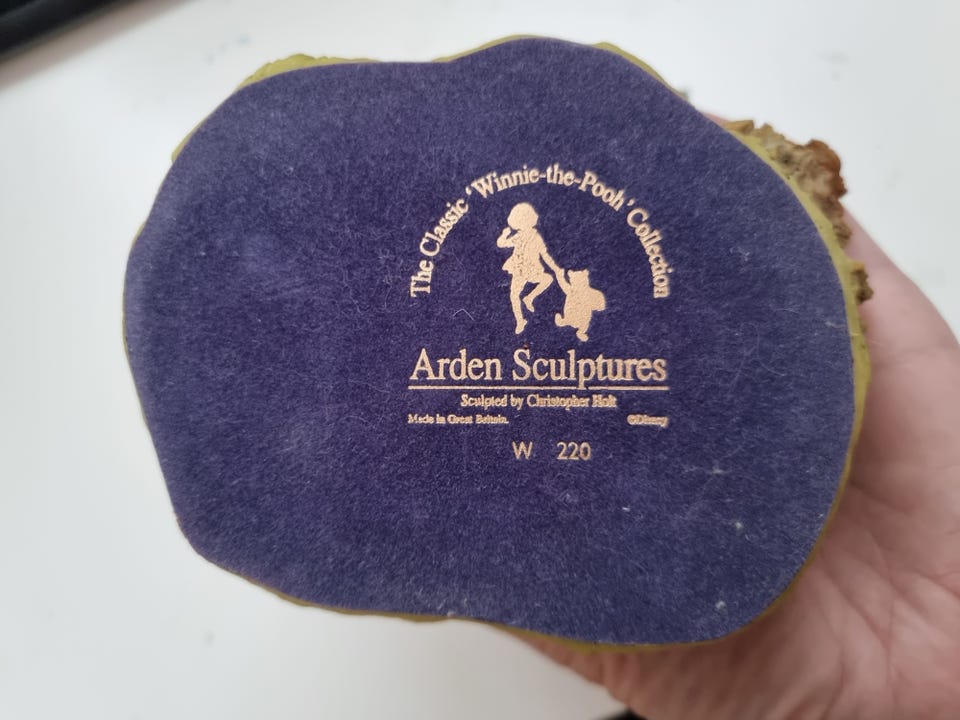 The Classic 'Winnie-the-Pooh' Collection
Arden Sculptures
Sculpted by Christopher Holt
Made in Great Britain. ©Disney
W 220